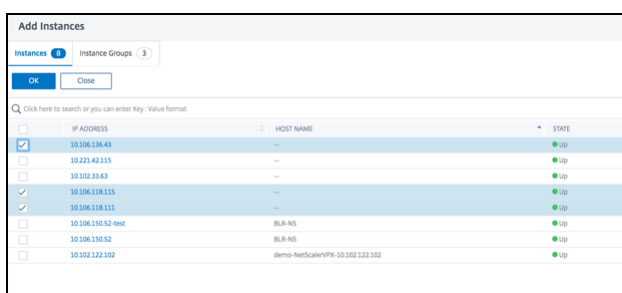 Add Instances
Instances 8 Instance Groups 3
OK Close
Click here to search or you can enter Key : Value format
IP ADDRESS HOST NAME STATE
10.106.136.43 -- Up
10.221.42.115 -- Up
10.102.33.63 -- Up
10.106.118.115 -- Up
10.106.118.111 -- Up
10.106.150.52-test BLR-NS Up
10.106.150.52 BLR-NS Up
10.102.122.102 demo-NetScalerVPX-10.102.122.102 Up